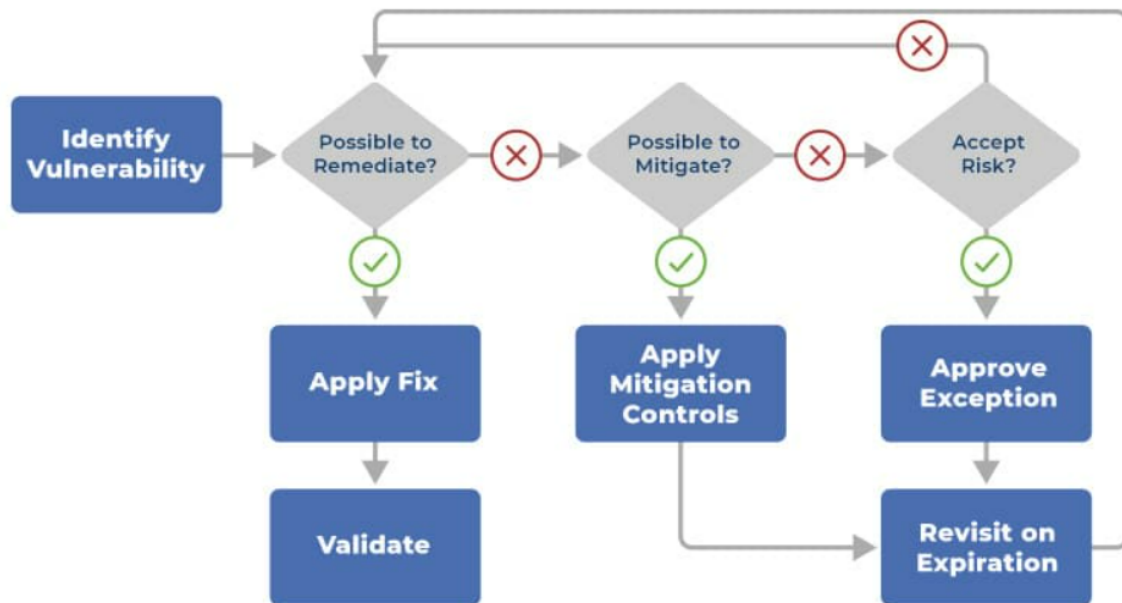 Identify
Vulnerability
Possible to
Remediate?
Possible to
Mitigate?
Accept
Risk?
Apply Fix
Apply
Mitigation
Controls
Approve
Exception
Validate
Revisit on
Expiration